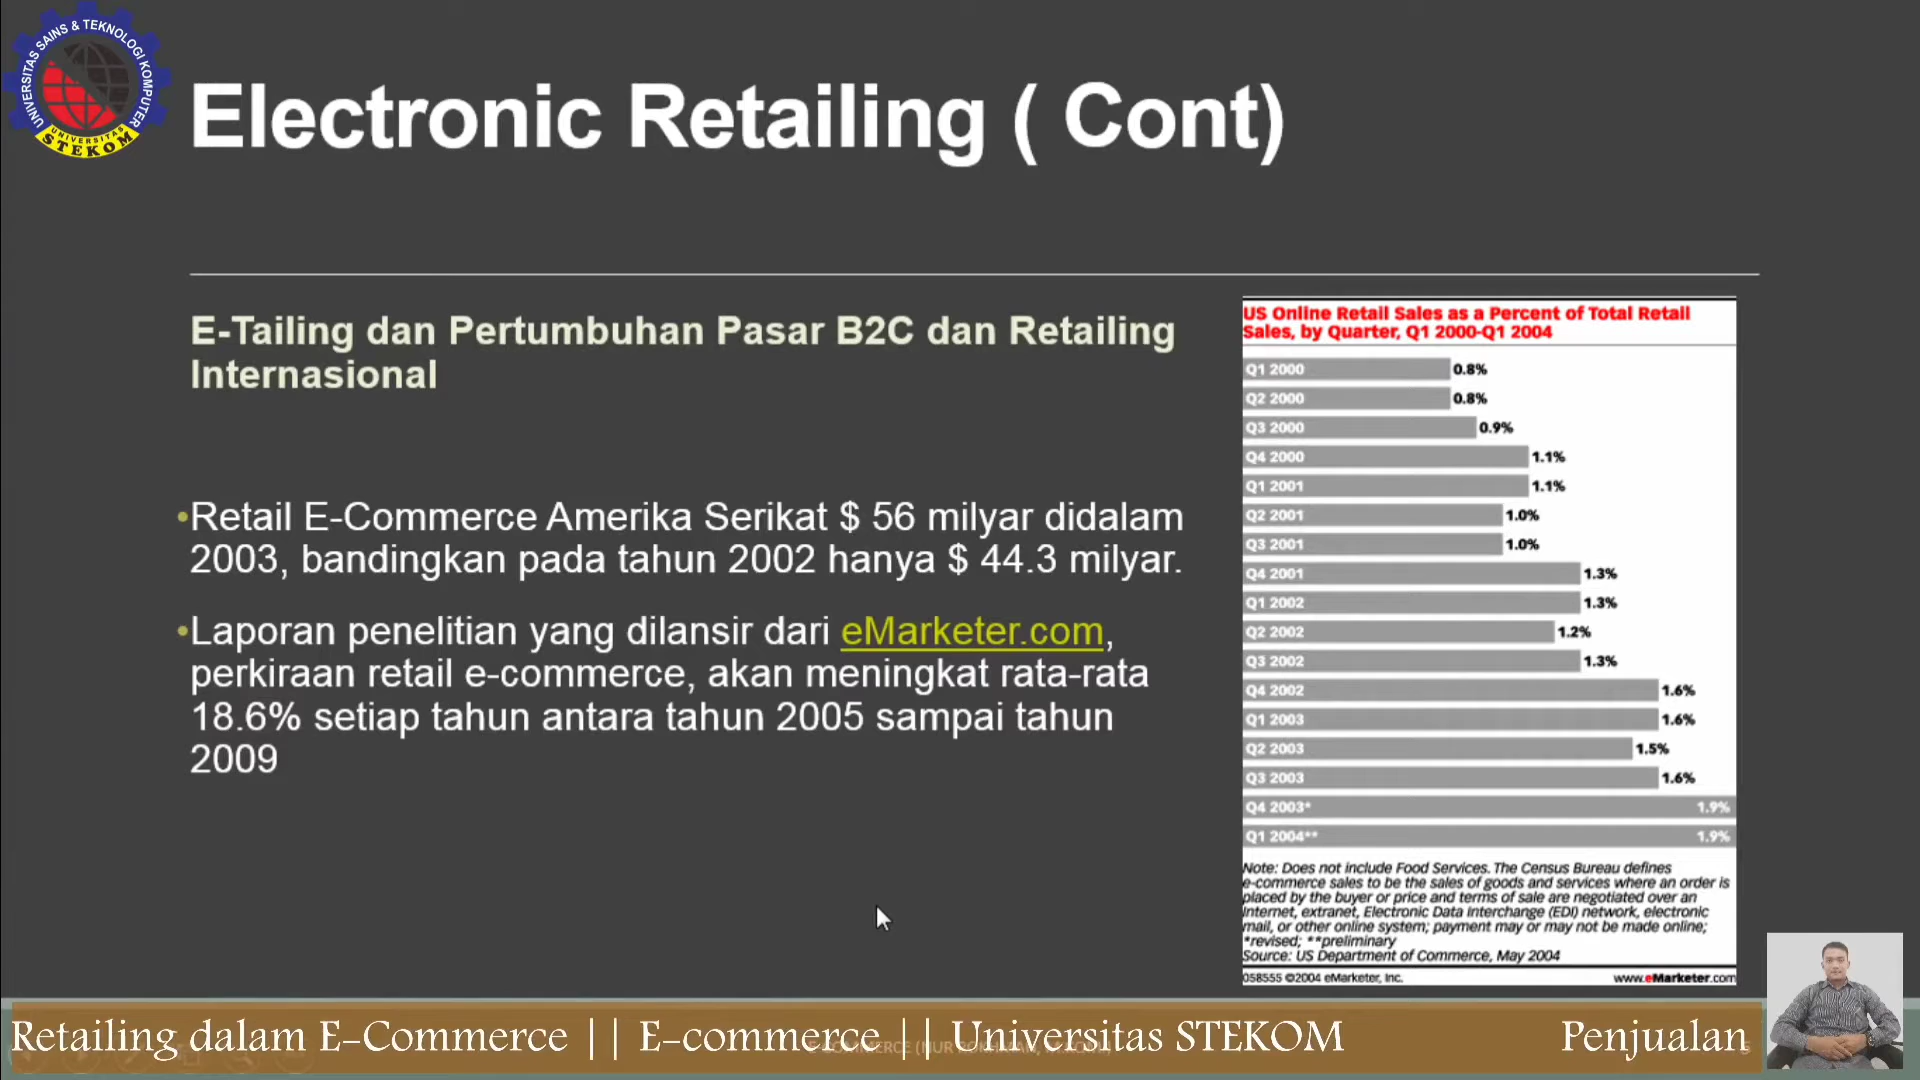 UNIVERSITAS SAINS & TEKNOLOGI KOMPUTER
UNIVERSITAS
STEKOM
Electronic Retailing ( Cont)
E-Tailing dan Pertumbuhan Pasar B2C dan Retailing
Internasional
•Retail E-Commerce Amerika Serikat $ 56 milyar didalam
2003, bandingkan pada tahun 2002 hanya $ 44.3 milyar.
•Laporan penelitian yang dilansir dari eMarketer.com,
perkiraan retail e-commerce, akan meningkat rata-rata
18.6% setiap tahun antara tahun 2005 sampai tahun
2009
US Online Retail Sales as a Percent of Total Retail
Sales, by Quarter, Q1 2000-Q1 2004
Q1 2000 0.8%
Q2 2000 0.8%
Q3 2000 0.9%
Q4 2000 1.1%
Q1 2001 1.1%
Q2 2001 1.0%
Q3 2001 1.0%
Q4 2001 1.3%
Q1 2002 1.3%
Q2 2002 1.2%
Q3 2002 1.3%
Q4 2002 1.6%
Q1 2003 1.6%
Q2 2003 1.5%
Q3 2003 1.6%
Q4 2003* 1.9%
Q1 2004** 1.9%
Note: Does not include Food Services. The Census Bureau defines
e-commerce sales to be the sales of goods and services where an order is
placed by the buyer or price and terms of sale are negotiated over an
Internet, extranet, Electronic Data Interchange (EDI) network, electronic
mail, or other online system; payment may or may not be made online;
*revised; **preliminary
Source: US Department of Commerce, May 2004
058555 ©2004 eMarketer, Inc. www.eMarketer.com
Retailing dalam E-Commerce || E-commerce || Universitas STEKOM Penjualan